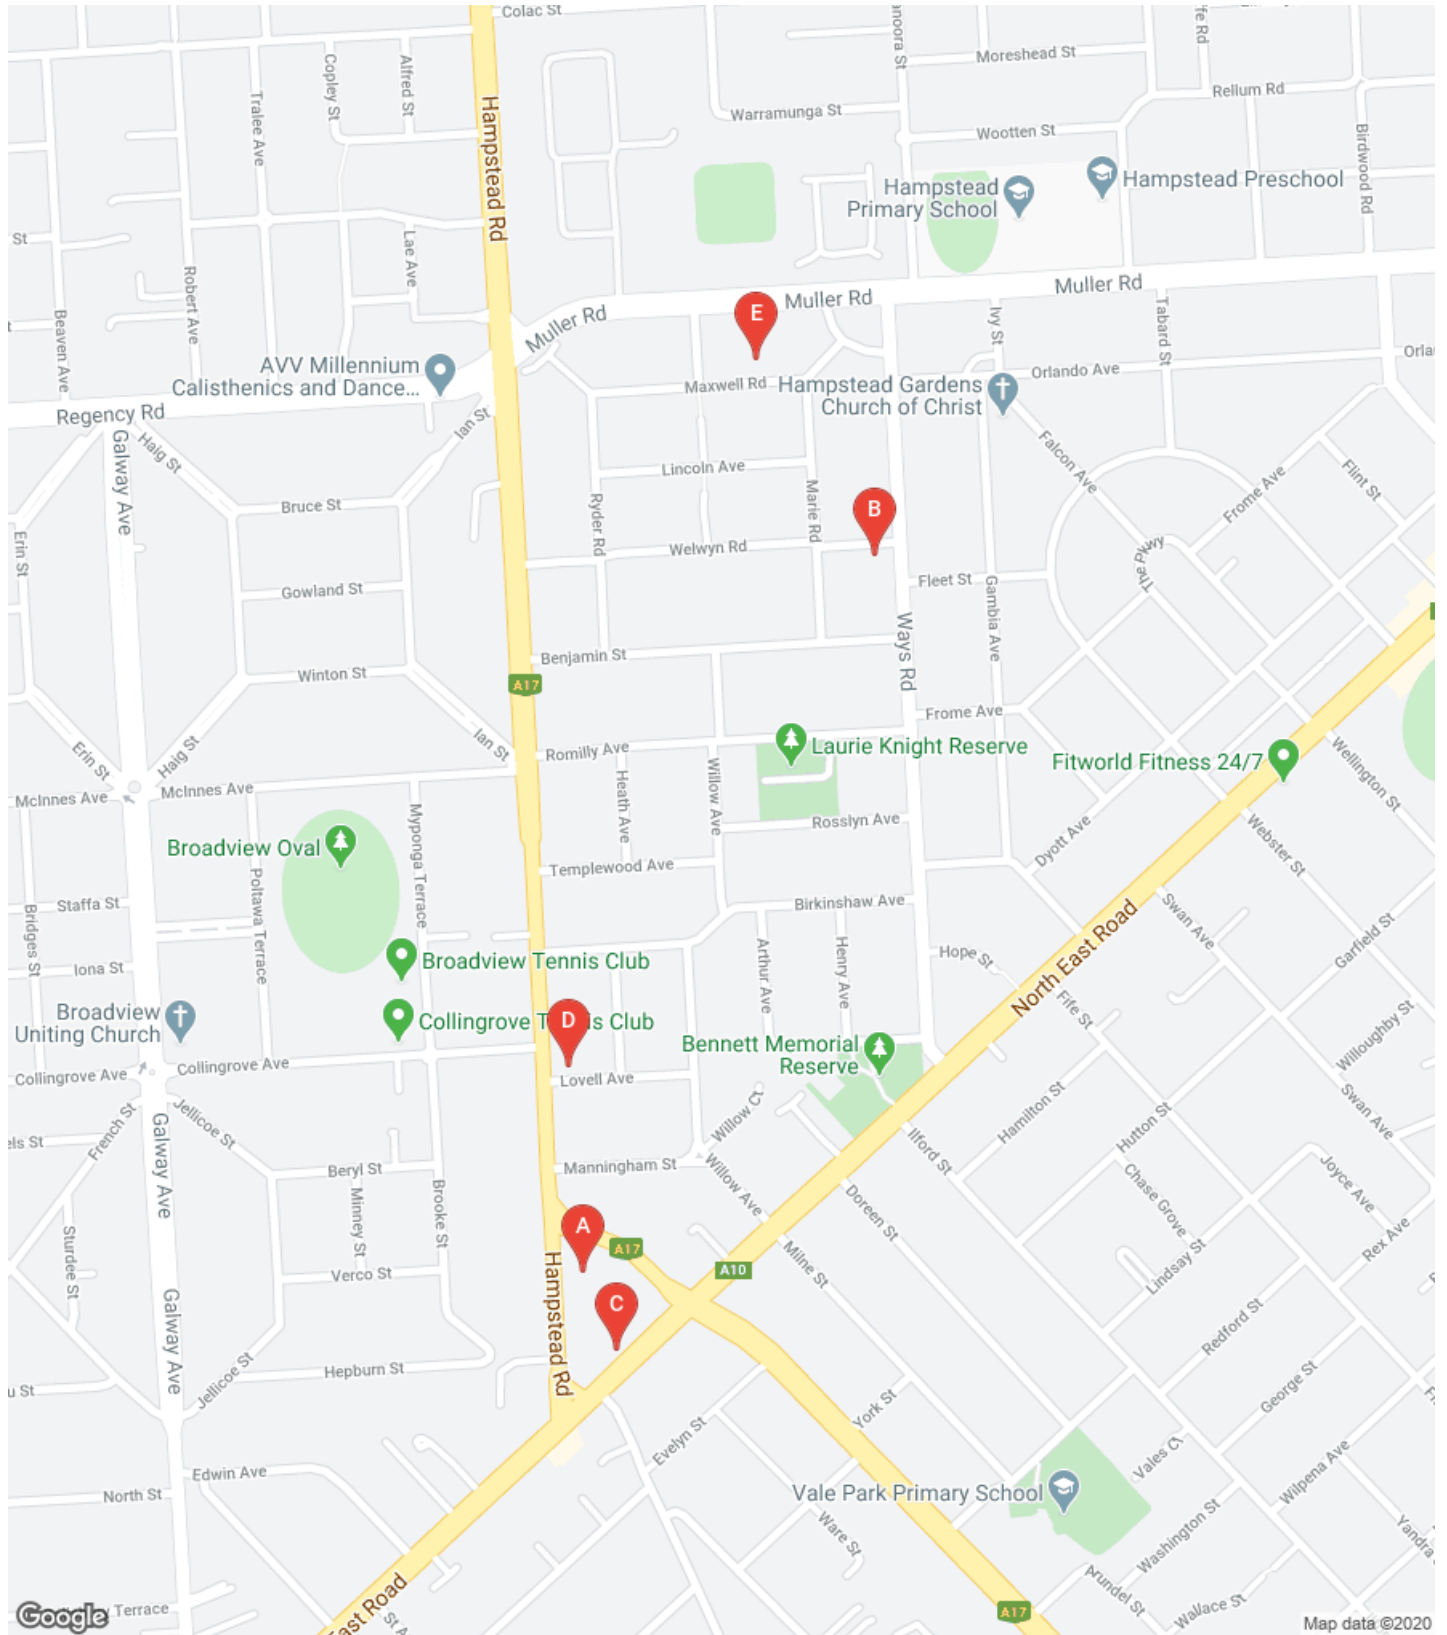 Colac St
Moreshead St
Rellum Rd
Copley St
Alfred St
Tralee Ave
Hampstead Rd
Warramunga St
Wootten St
Birdwood Rd
Hampstead
Primary School
Hampstead Preschool
St
Lae Ave
Robert Ave
Beaven Ave
Muller Rd
Muller Rd
Muller Rd
Ivy St
Tabard St
E
AVV Millennium
Calisthenics and Dance...
Maxwell Rd
Hampstead Gardens
Church of Christ
Orlando Ave
Regency Rd
Galway Ave
Haig St
Ian St
Lincoln Ave
Marie Rd
Ryder Rd
Falcon Ave
Frome Ave
Flint St
Bruce St
B
Erin St
Welwyn Rd
The Pkwy
Gowland St
Fleet St
Gambia Ave
Ways Rd
Benjamin St
Winton St
A17
Frome Ave
Erin St
Haig St
Ian St
Romilly Ave
Laurie Knight Reserve
Fitworld Fitness 24/7
Wellington St
McInnes Ave
McInnes Ave
Heath Ave
Willow Ave
Rosslyn Ave
Dyott Ave
Webster St
Myponga Terrace
Broadview Oval
Templewood Ave
Staffa St
Bridges St
Poltawa Terrace
Birkinshaw Ave
North East Road
Swan Ave
Garfield St
Iona St
Broadview Tennis Club
Arthur Ave
Henry Ave
Hope St
Fife St
Broadview
Uniting Church
Collingrove Tennis Club
D
Bennett Memorial
Reserve
Willoughby St
Collingrove Ave
Collingrove Ave
Lovell Ave
French St
Jellicoe St
Galway Ave
Willow Ct
Ilford St
Hamilton St
Hutton St
Swan Ave
els St
Beryl St
Manningham St
Minney St
Brooke St
Willow Ave
Doreen St
Chase Grove
Joyce Ave
Sturdee St
A
A17
A10
Milne St
Lindsay St
Rex Ave
Verco St
Hampstead Rd
C
Galway Ave
Redford St
Hepburn St
Jellicoe St
u St
George St
York St
Evelyn St
Vales Ct
Edwin Ave
Wilpena Ave
North St
Vale Park Primary School
Ware St
Washington St
Yandra
Arundel St
Wallace St
Google
Terrace
East Road
St A
A17
Map data ©2020